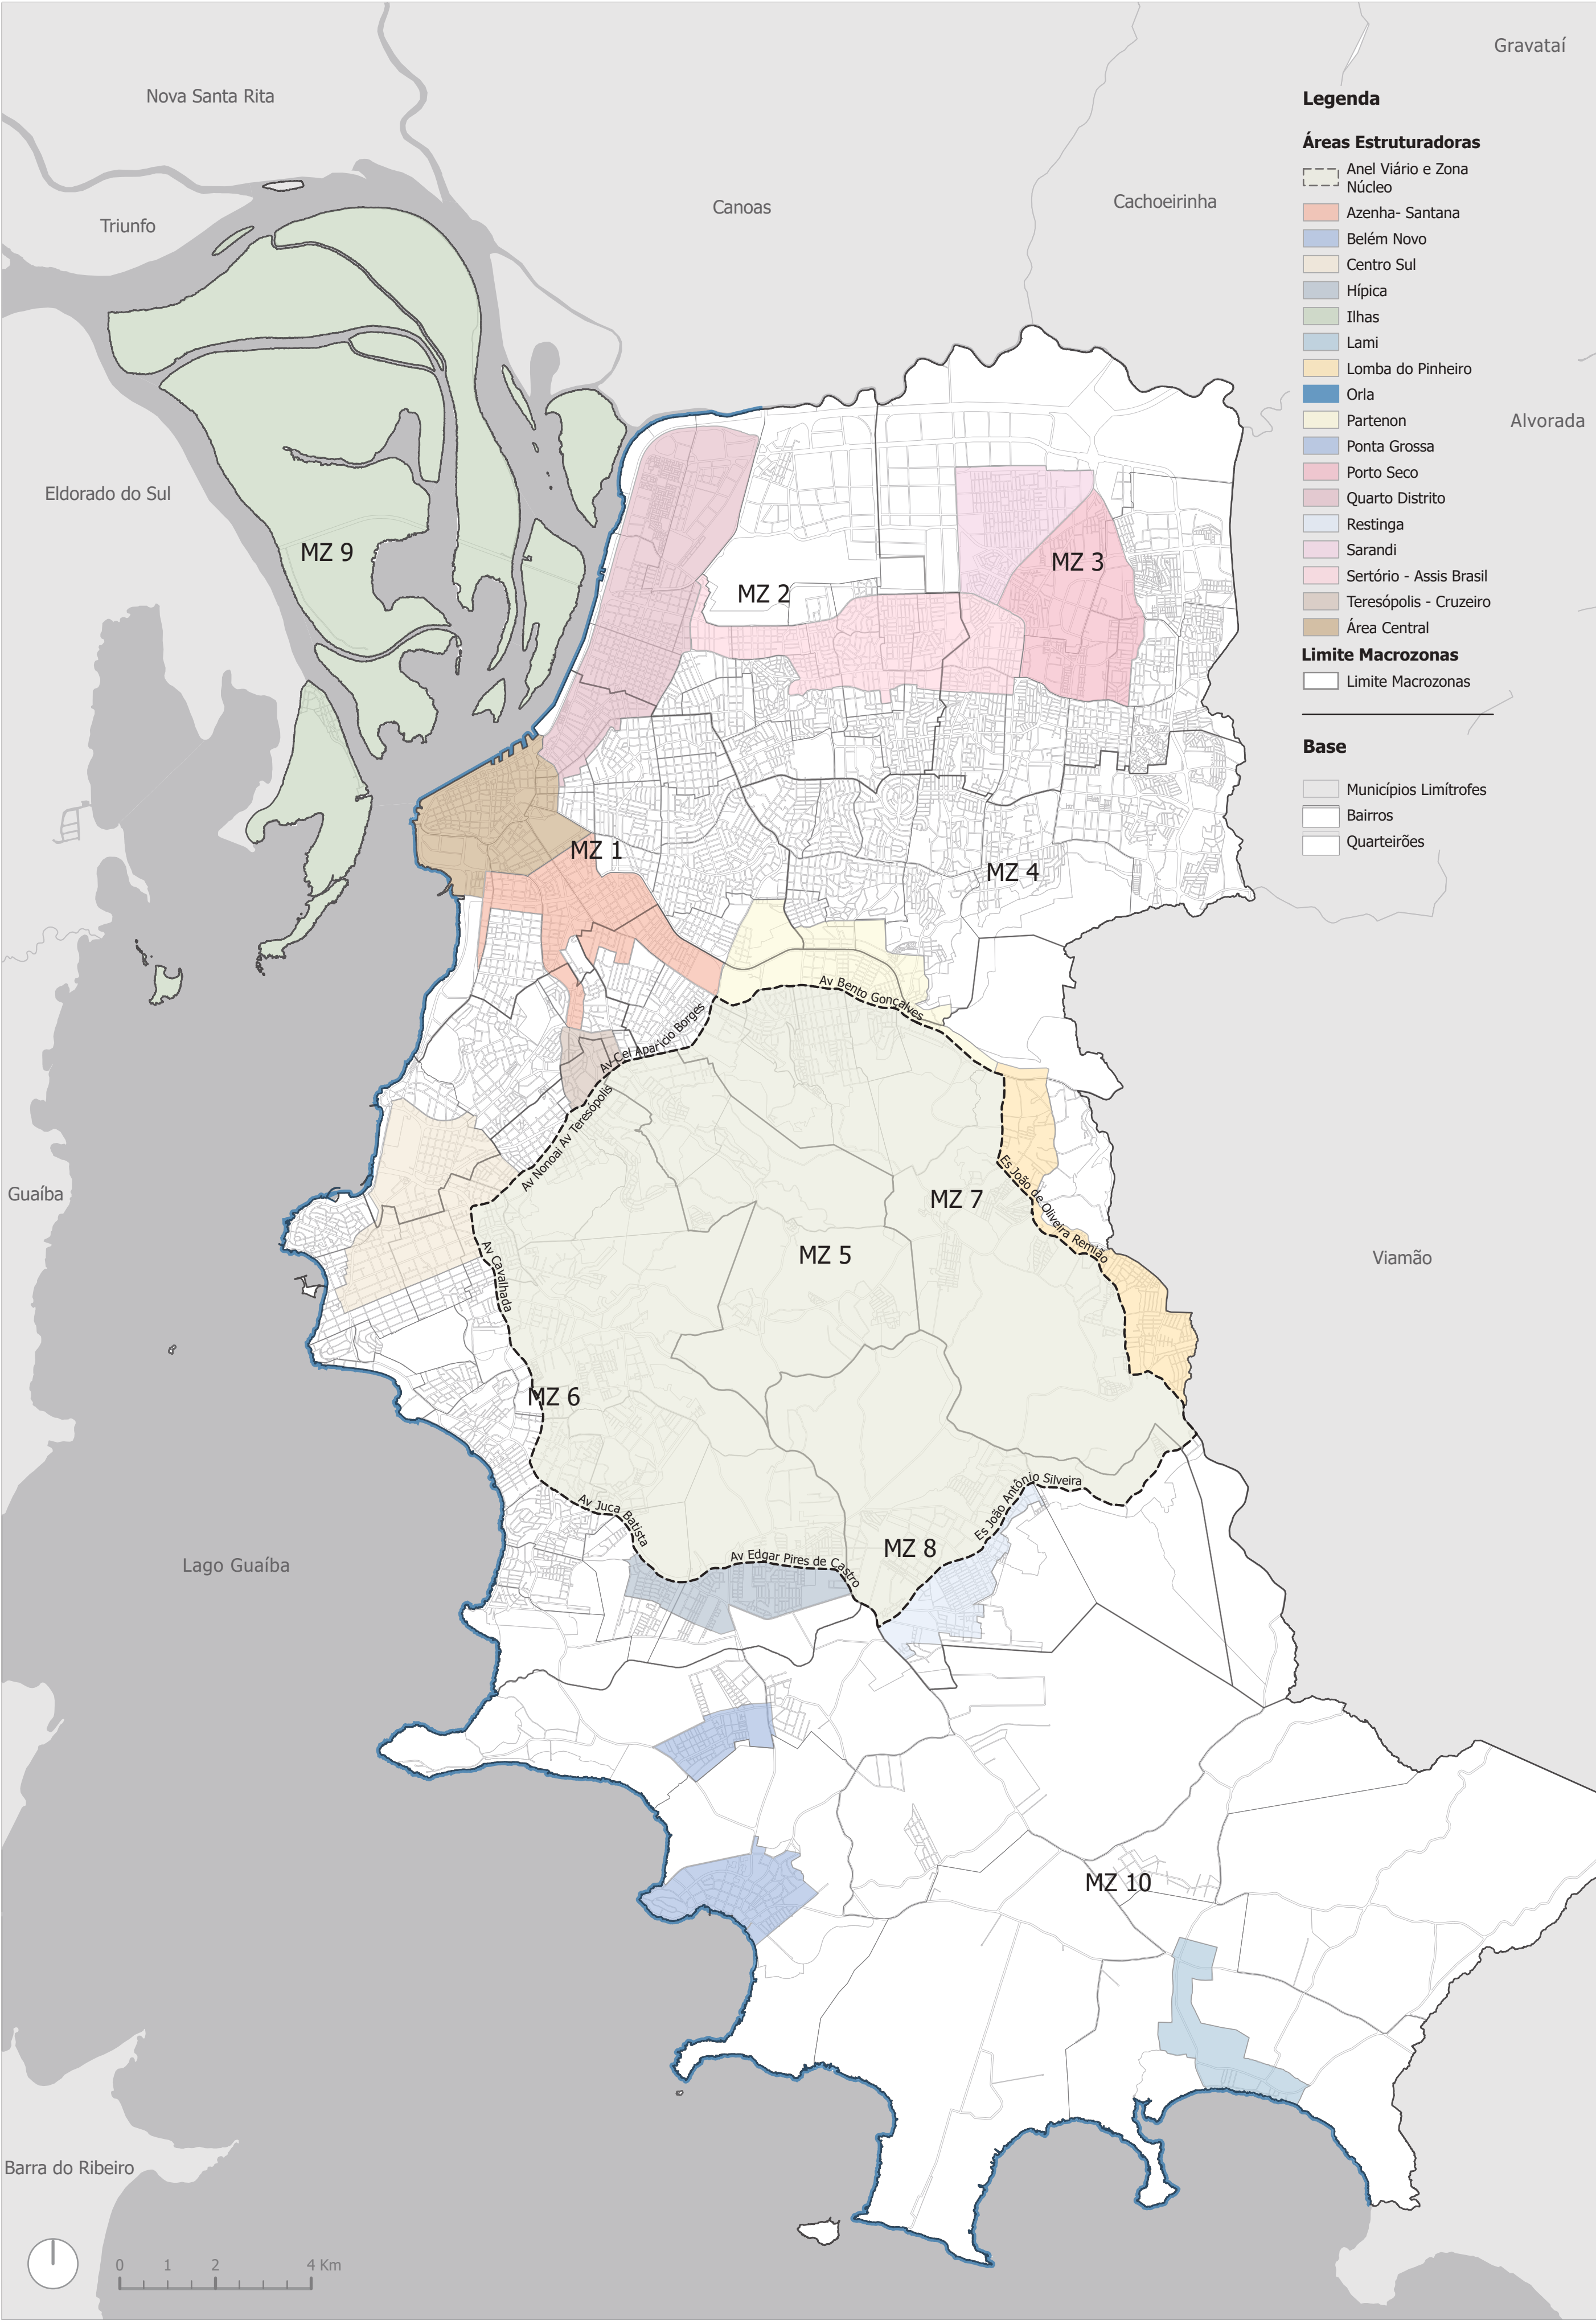 Gravataí
Nova Santa Rita
Legenda
Áreas Estruturadoras
Anel Viário e Zona
Núcleo
Azenha- Santana
Belém Novo
Centro Sul
Hípica
Ilhas
Lami
Lomba do Pinheiro
Orla
Partenon
Ponta Grossa
Porto Seco
Quarto Distrito
Restinga
Sarandi
Sertório - Assis Brasil
Teresópolis - Cruzeiro
Área Central
Limite Macrozonas
Limite Macrozonas
Base
Municípios Limítrofes
Bairros
Quarteirões
Triunfo
Canoas
Cachoeirinha
Alvorada
Eldorado do Sul
MZ 9
MZ 2
MZ 3
MZ 1
MZ 4
Av Bento Gonçalves
Av Cel Aparício Borges
Av Nonoai Av Teresópolis
Es João de Oliveira Remião
Guaíba
MZ 7
MZ 5
Viamão
Av Cavalhada
MZ 6
Av Juca Batista
Es João Antônio Silveira
Av Edgar Pires de Castro
MZ 8
Lago Guaíba
MZ 10
Barra do Ribeiro
0 1 2 4 Km